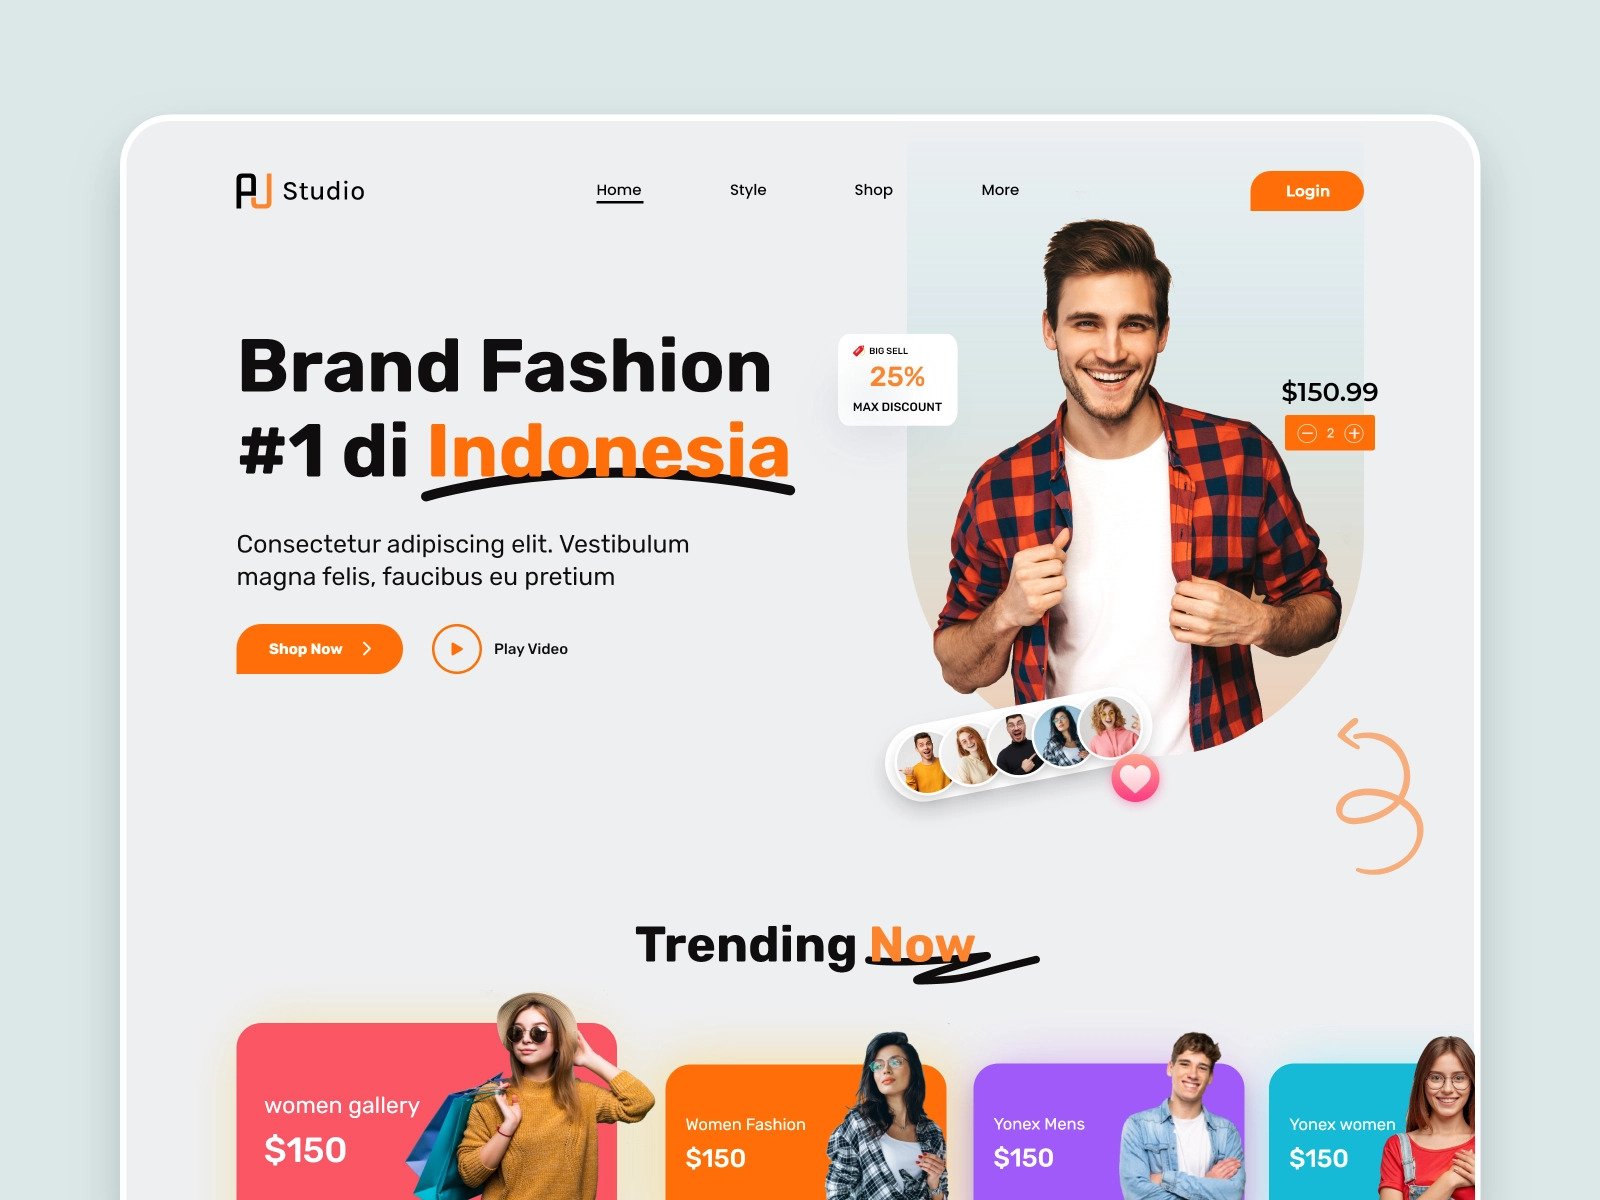 AJ Studio
Home
Style
Shop
More
Login
Brand Fashion
#1 di Indonesia
Consectetur adipiscing elit. Vestibulum
magna felis, faucibus eu pretium
Shop Now
Play Video
BIG SELL
25%
MAX DISCOUNT
$150.99
2
Trending Now
women gallery
$150
Women Fashion
$150
Yonex Mens
$150
Yonex women
$150